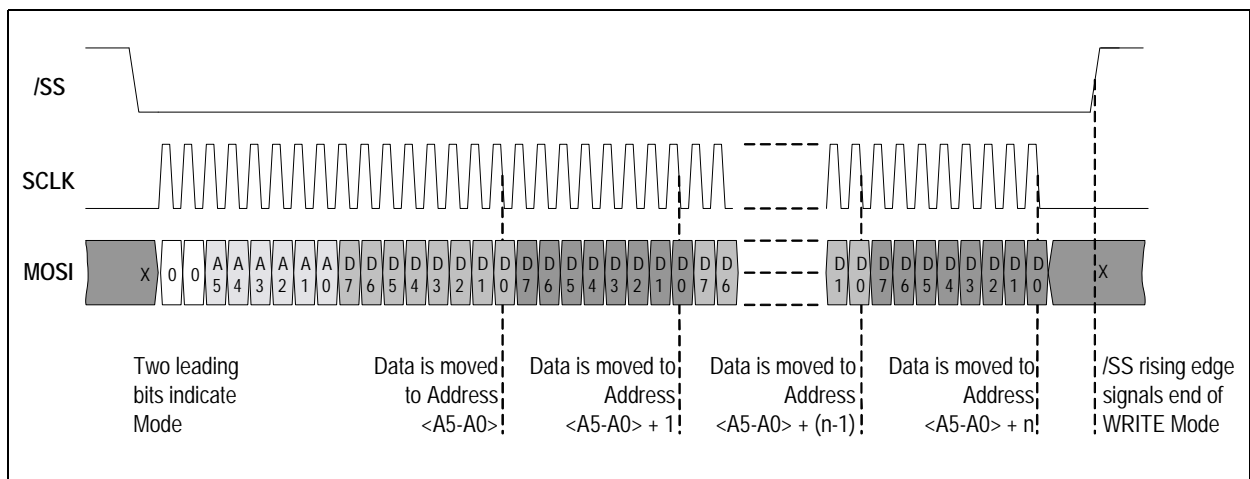 /SS
SCLK
MOSI
X 0 0 A5 A4 A3 A2 A1 A0 D7 D6 D5 D4 D3 D2 D1 D0 D7 D6 D5 D4 D3 D2 D1 D0 D7 D6 D1 D0 D7 D6 D5 D4 D3 D2 D1 D0 X
Two leading
bits indicate
Mode
Data is moved
to Address
<A5-A0>
Data is moved to
Address
<A5-A0> + 1
Data is moved to
Address
<A5-A0> + (n-1)
Data is moved to
Address
<A5-A0> + n
/SS rising edge
signals end of
WRITE Mode